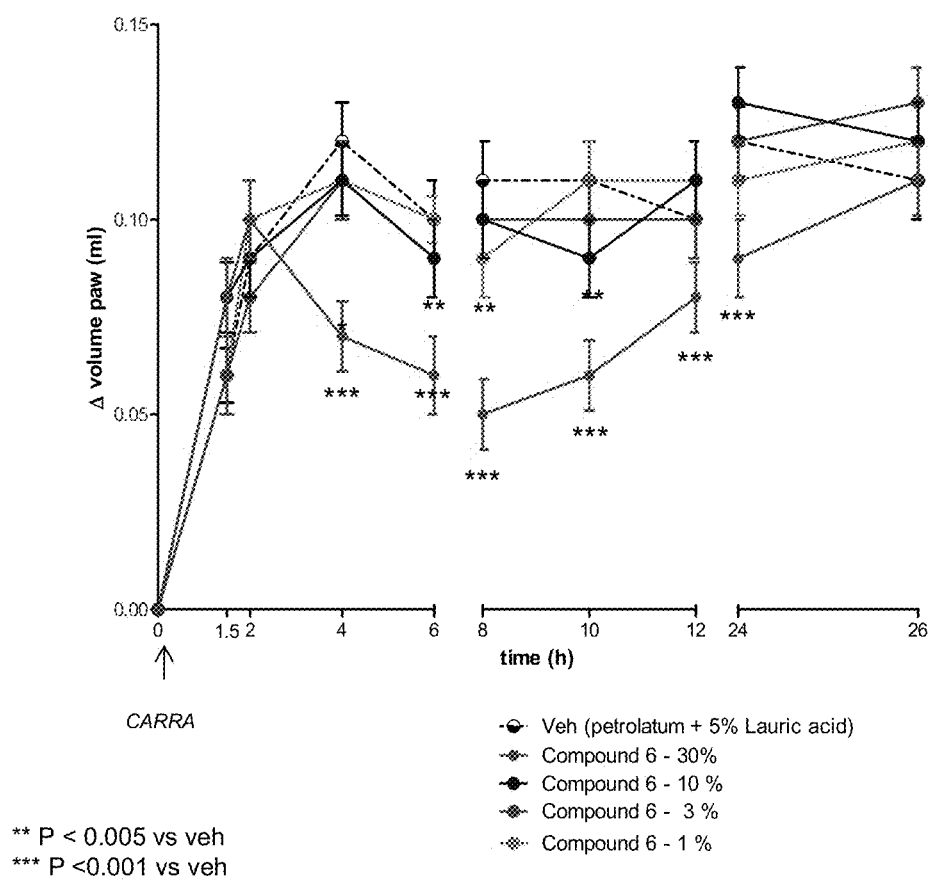 0.15
0.10
0.05
0.00
Δ volume paw (ml)
**
**
**
***
***
***
***
***
***
0 1.5 2 4 6 8 10 12 24 26
time (h)
CARRA
Veh (petrolatum + 5% Lauric acid)
Compound 6 - 30%
Compound 6 - 10 %
Compound 6 - 3 %
Compound 6 - 1 %
** P < 0.005 vs veh
*** P <0.001 vs veh